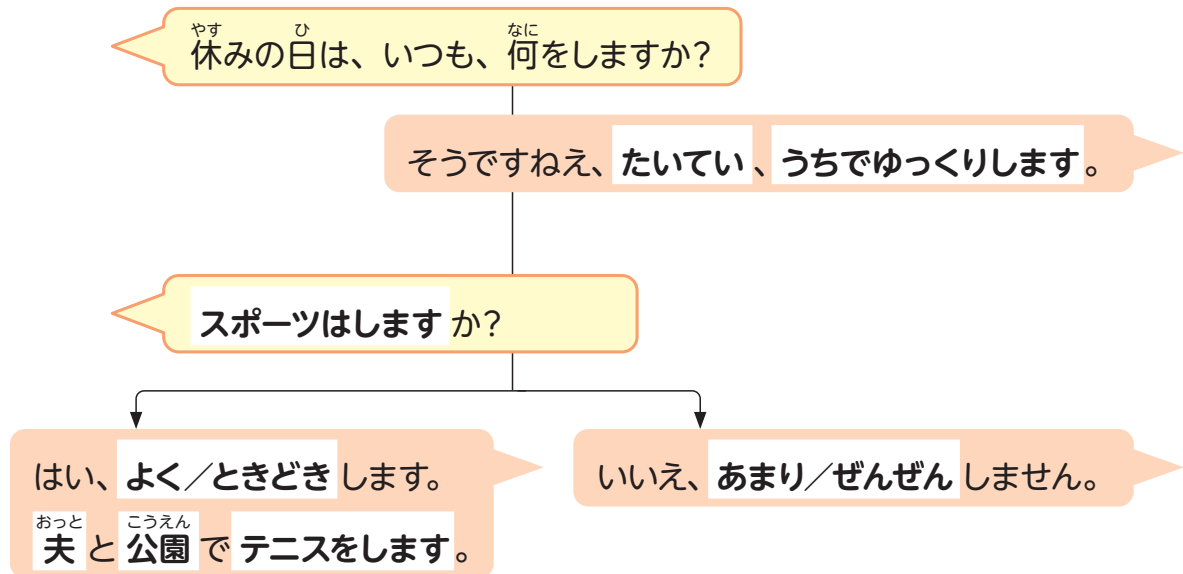 やす ひ なに
休みの日は、いつも、何をしますか?
そうですねえ、たいてい、うちでゆっくりします。
スポーツはしますか?
はい、よく／ときどきします。
おっと こうえん
夫と公園でテニスをします。
いいえ、あまり／ぜんぜんしません。